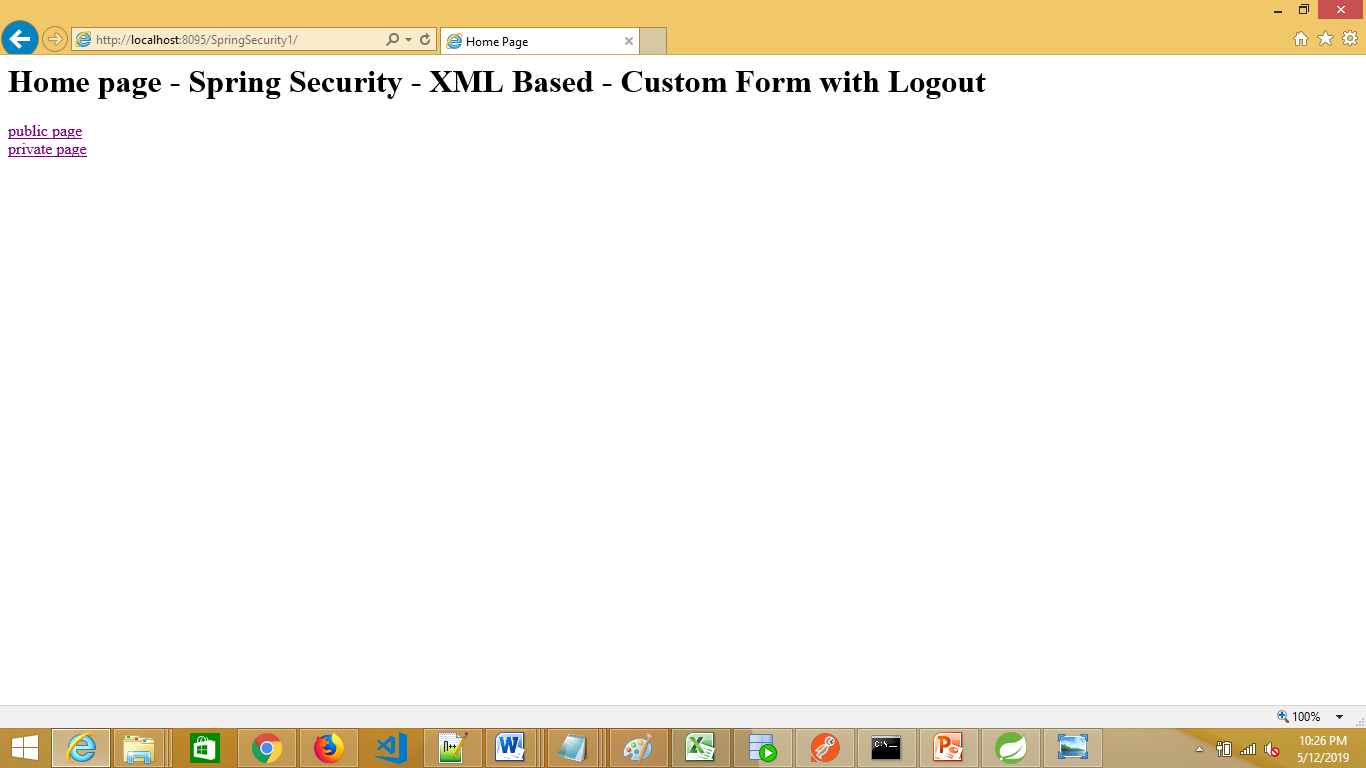 http://localhost:8095/SpringSecurity1/
Home Page
Home page - Spring Security - XML Based - Custom Form with Logout
public page
private page
100%
N++
W
X
C:\
P
10:26 PM
5/12/2019